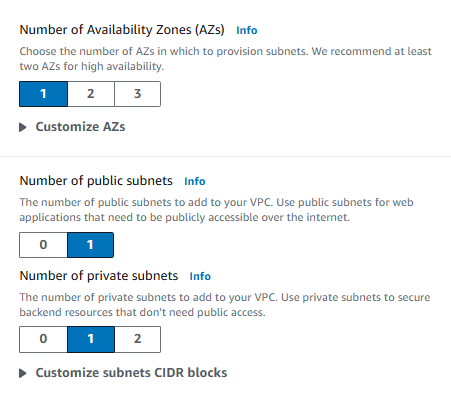 Number of Availability Zones (AZs) Info
Choose the number of AZs in which to provision subnets. We recommend at least
two AZs for high availability.
1 2 3
Customize AZs
Number of public subnets Info
The number of public subnets to add to your VPC. Use public subnets for web
applications that need to be publicly accessible over the internet.
0 1
Number of private subnets Info
The number of private subnets to add to your VPC. Use private subnets to secure
backend resources that don't need public access.
0 1 2
Customize subnets CIDR blocks